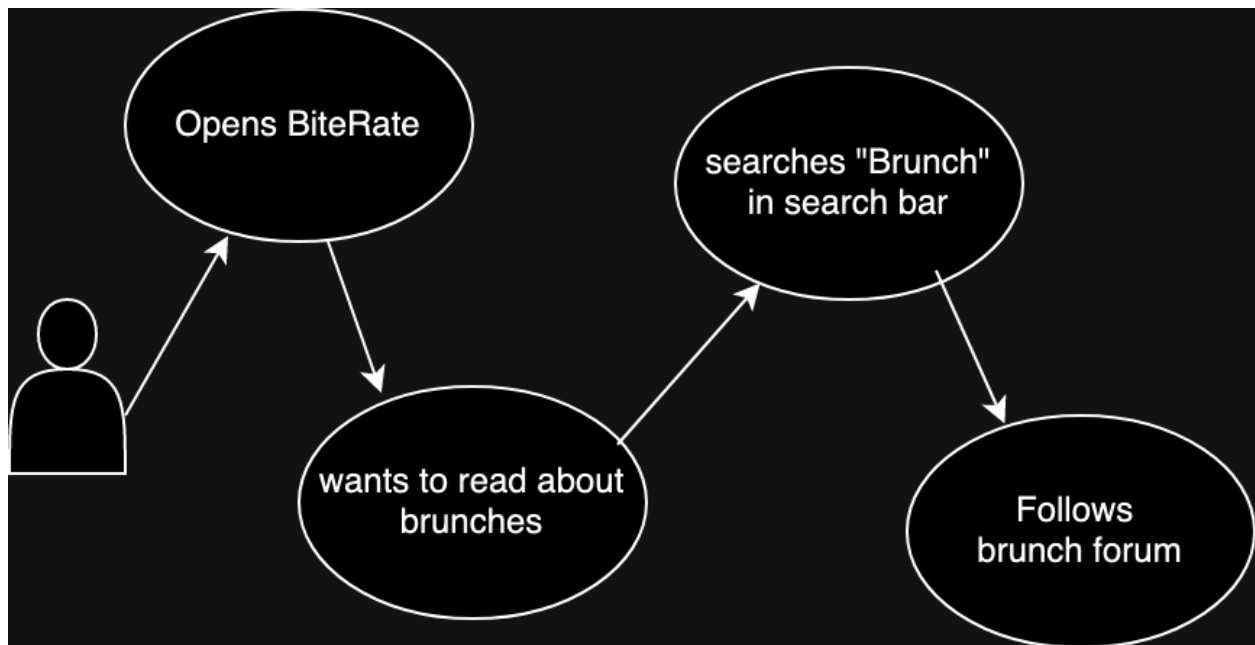 Opens BiteRate
wants to read about
brunches
searches "Brunch"
in search bar
Follows
brunch forum